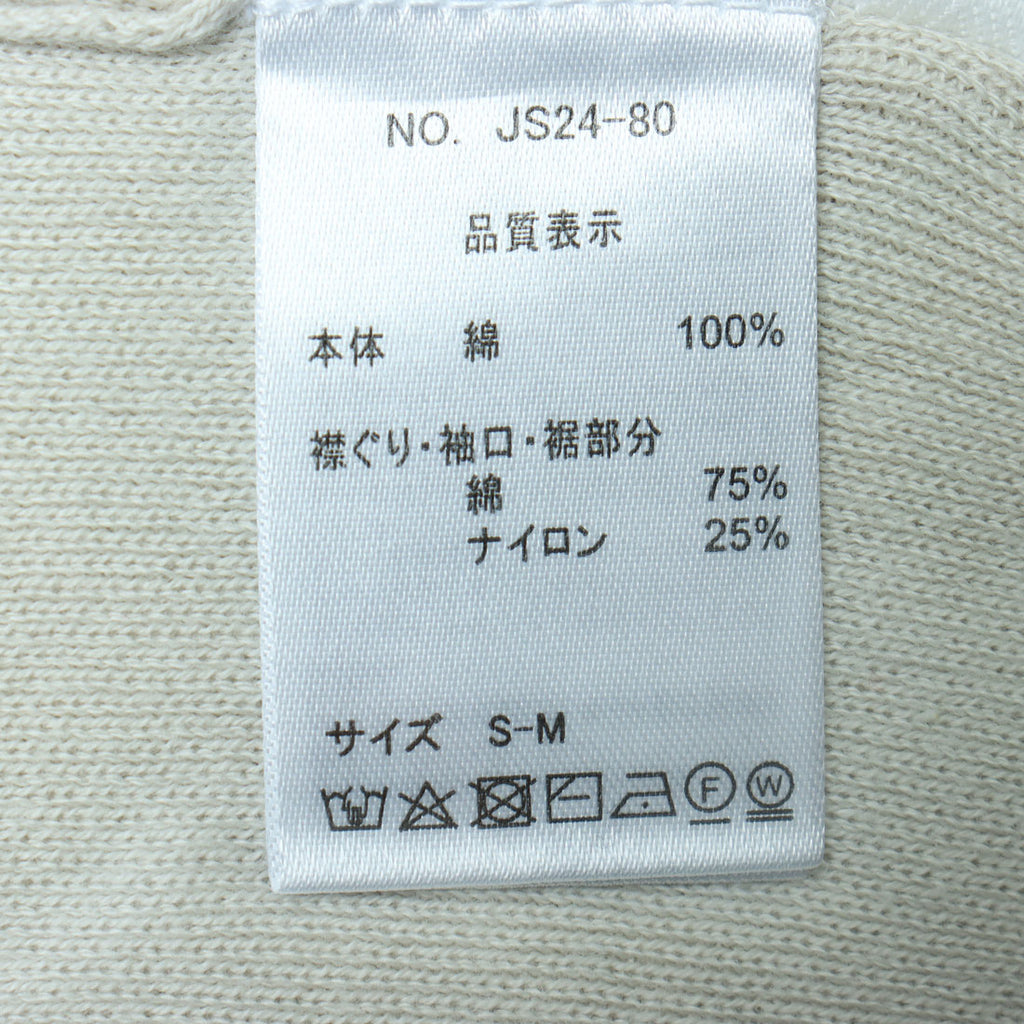 NO. JS24-80
品質表示
本体 綿 100%
襟ぐり・袖口・裾部分
綿 75%
ナイロン 25%
サイズ S-M
F W